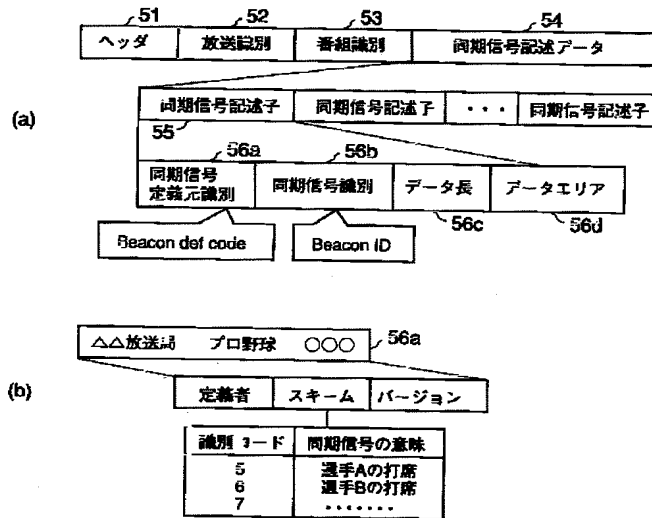 51 52 53 54
ヘッダ 放送識別 番組識別 同期信号記述データ
(a)
同期信号記述子 同期信号記述子 ・・・ 同期信号記述子
55 56a 56b
同期信号
定義元識別 同期信号識別 データ長 データエリア
56c 56d
Beacon def code Beacon ID
(b)
△△放送局 プロ野球 ○○○ 56a
定義者 スキーム バージョン
識別コード 同期信号の意味
5 選手Aの打席
6 選手Bの打席
7 ・・・・・・・